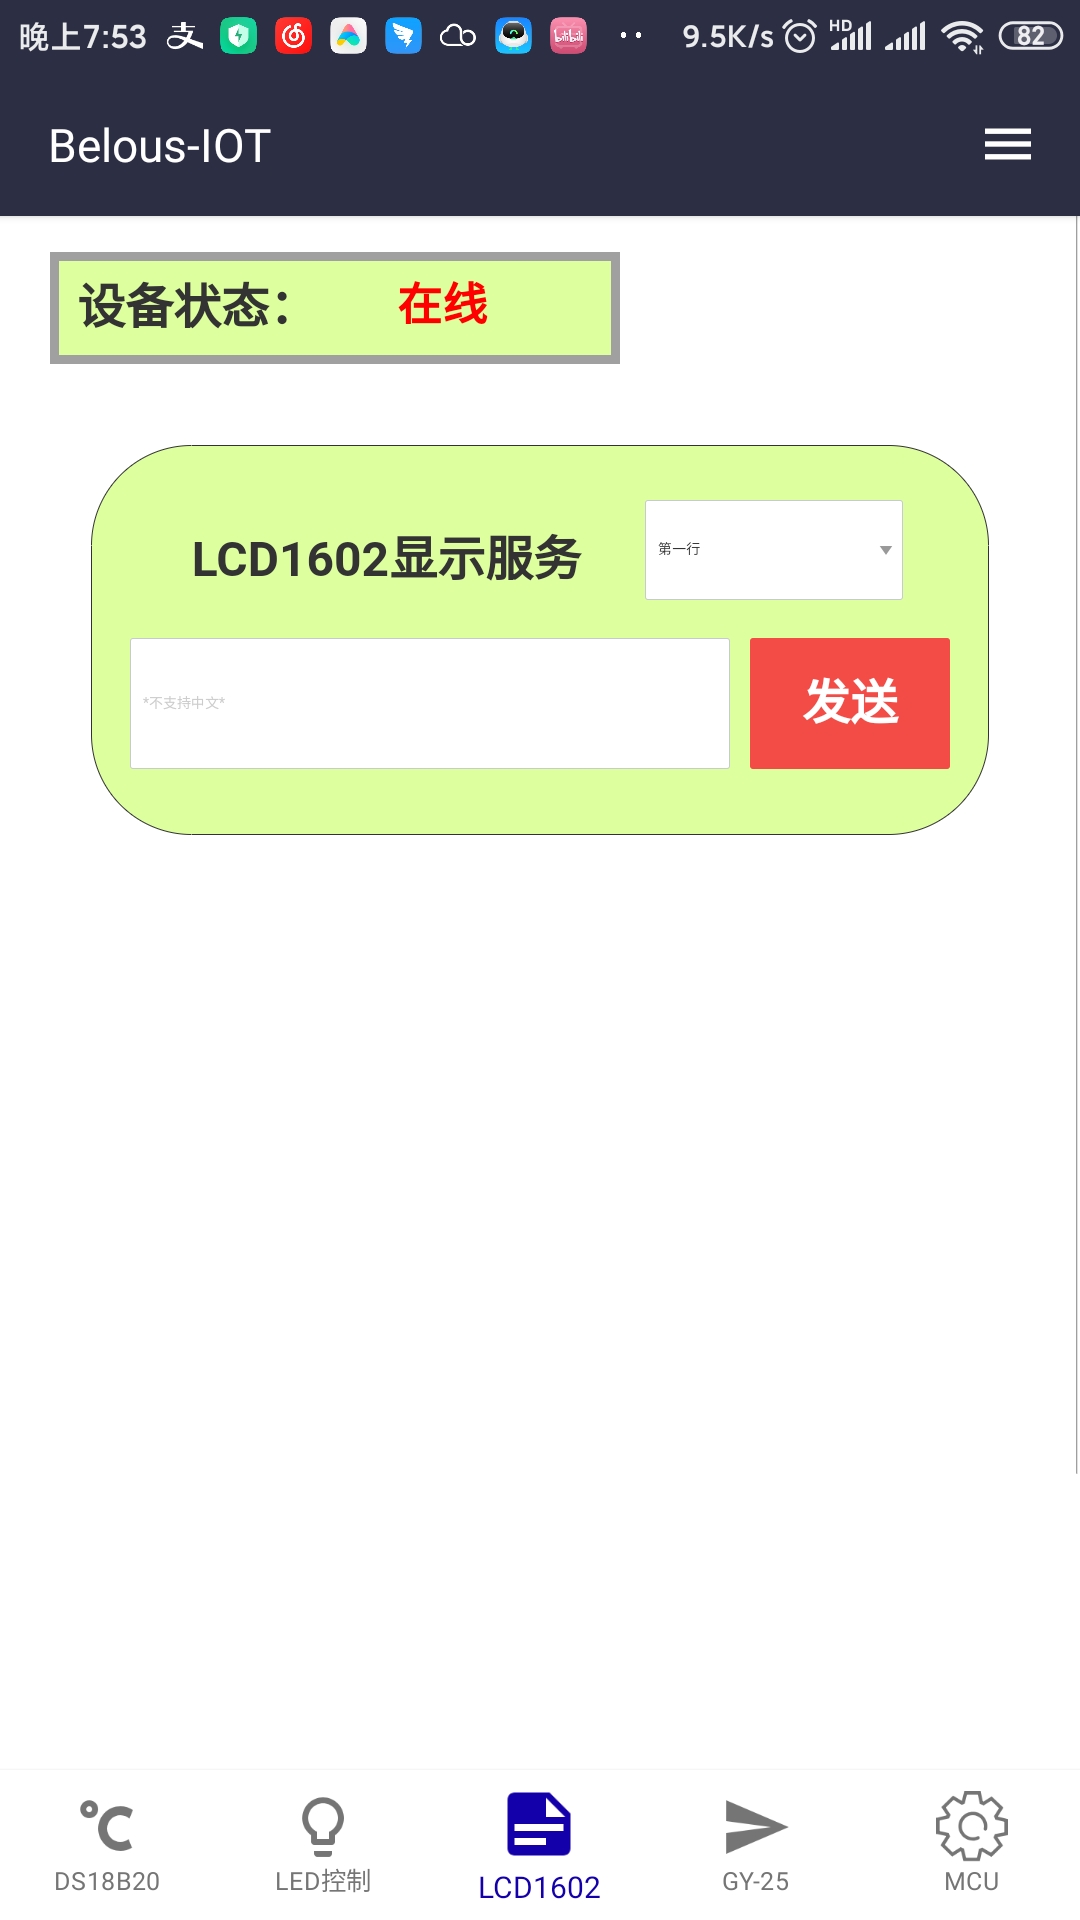 晚上7:53 支 bilibili 9.5K/s HD 82
Belous-IOT
设备状态： 在线
LCD1602显示服务 第一行
*不支持中文* 发送
DS18B20 LED控制 LCD1602 GY-25 MCU